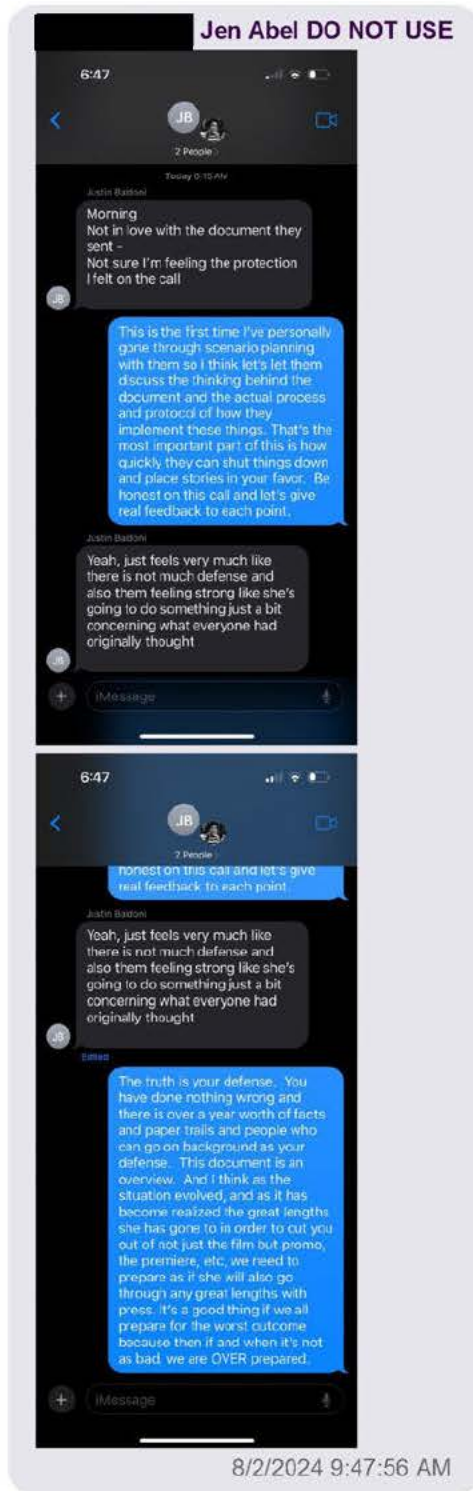 Jen Abel DO NOT USE
6:47
JB
2 People
Today 6:15 AM
Justin Baldoni
Morning
Not in love with the document they
sent -
Not sure I'm feeling the protection
I felt on the call
JB
This is the first time I've personally
gone through scenario planning
with them so I think let's let them
discuss the thinking behind the
document and the actual process
and protocol of how they
implement these things. That's the
most important part of this is how
quickly they can shut things down
and place stories in your favor. Be
honest on this call and let's give
real feedback to each point.
Justin Baldoni
Yeah, just feels very much like
there is not much defense and
also them feeling strong like she's
going to do something just a bit
concerning what everyone had
originally thought
JB
iMessage
6:47
JB
2 People
honest on this call and let's give
real feedback to each point.
Justin Baldoni
Yeah, just feels very much like
there is not much defense and
also them feeling strong like she's
going to do something just a bit
concerning what everyone had
originally thought
JB
Edited
The truth is your defense. You
have done nothing wrong and
there is over a year worth of facts
and paper trails and people who
can go on background as your
defense. This document is an
overview. And I think as the
situation evolved, and as it has
become realized the great lengths
she has gone to in order to cut you
out of not just the film but promo,
the premiere, etc, we need to
prepare as if she will also go
through any great lengths with
press. It's a good thing if we all
prepare for the worst outcome
because then if and when it's not
as bad, we are OVER prepared.
iMessage
8/2/2024 9:47:56 AM